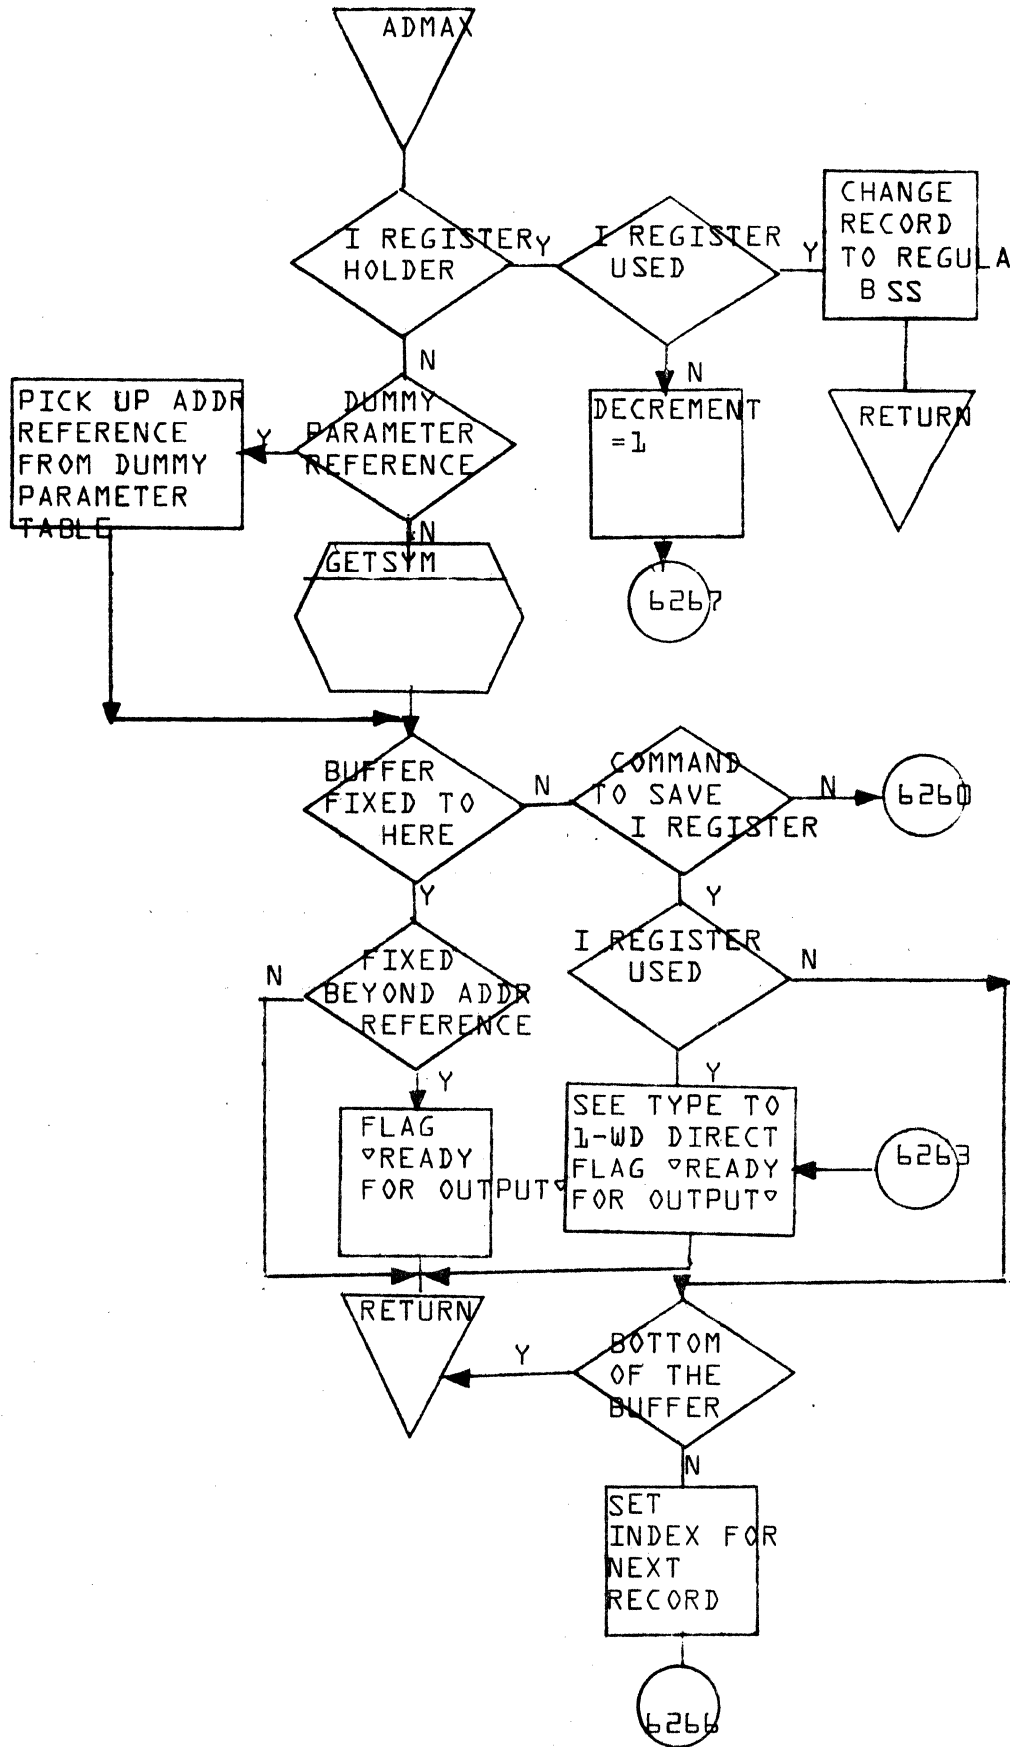 ADMAX
I REGISTER
HOLDER
Y
I REGISTER
USED
Y
CHANGE
RECORD
TO REGULA
BSS
N
N
RETURN
PICK UP ADDR
REFERENCE
FROM DUMMY
PARAMETER
TABLE
Y
DUMMY
PARAMETER
REFERENCE
DECREMENT
=1
N
GETSYM
6267
BUFFER
FIXED TO
HERE
N
COMMAND
TO SAVE
I REGISTER
N
6260
Y
Y
FIXED
BEYOND ADDR
REFERENCE
N
I REGISTER
USED
N
Y
Y
FLAG
▿READY
FOR OUTPUT▿
SEE TYPE TO
1-WD DIRECT
FLAG ▿READY
FOR OUTPUT▿
6263
RETURN
Y
BOTTOM
OF THE
BUFFER
N
SET
INDEX FOR
NEXT
RECORD
6266